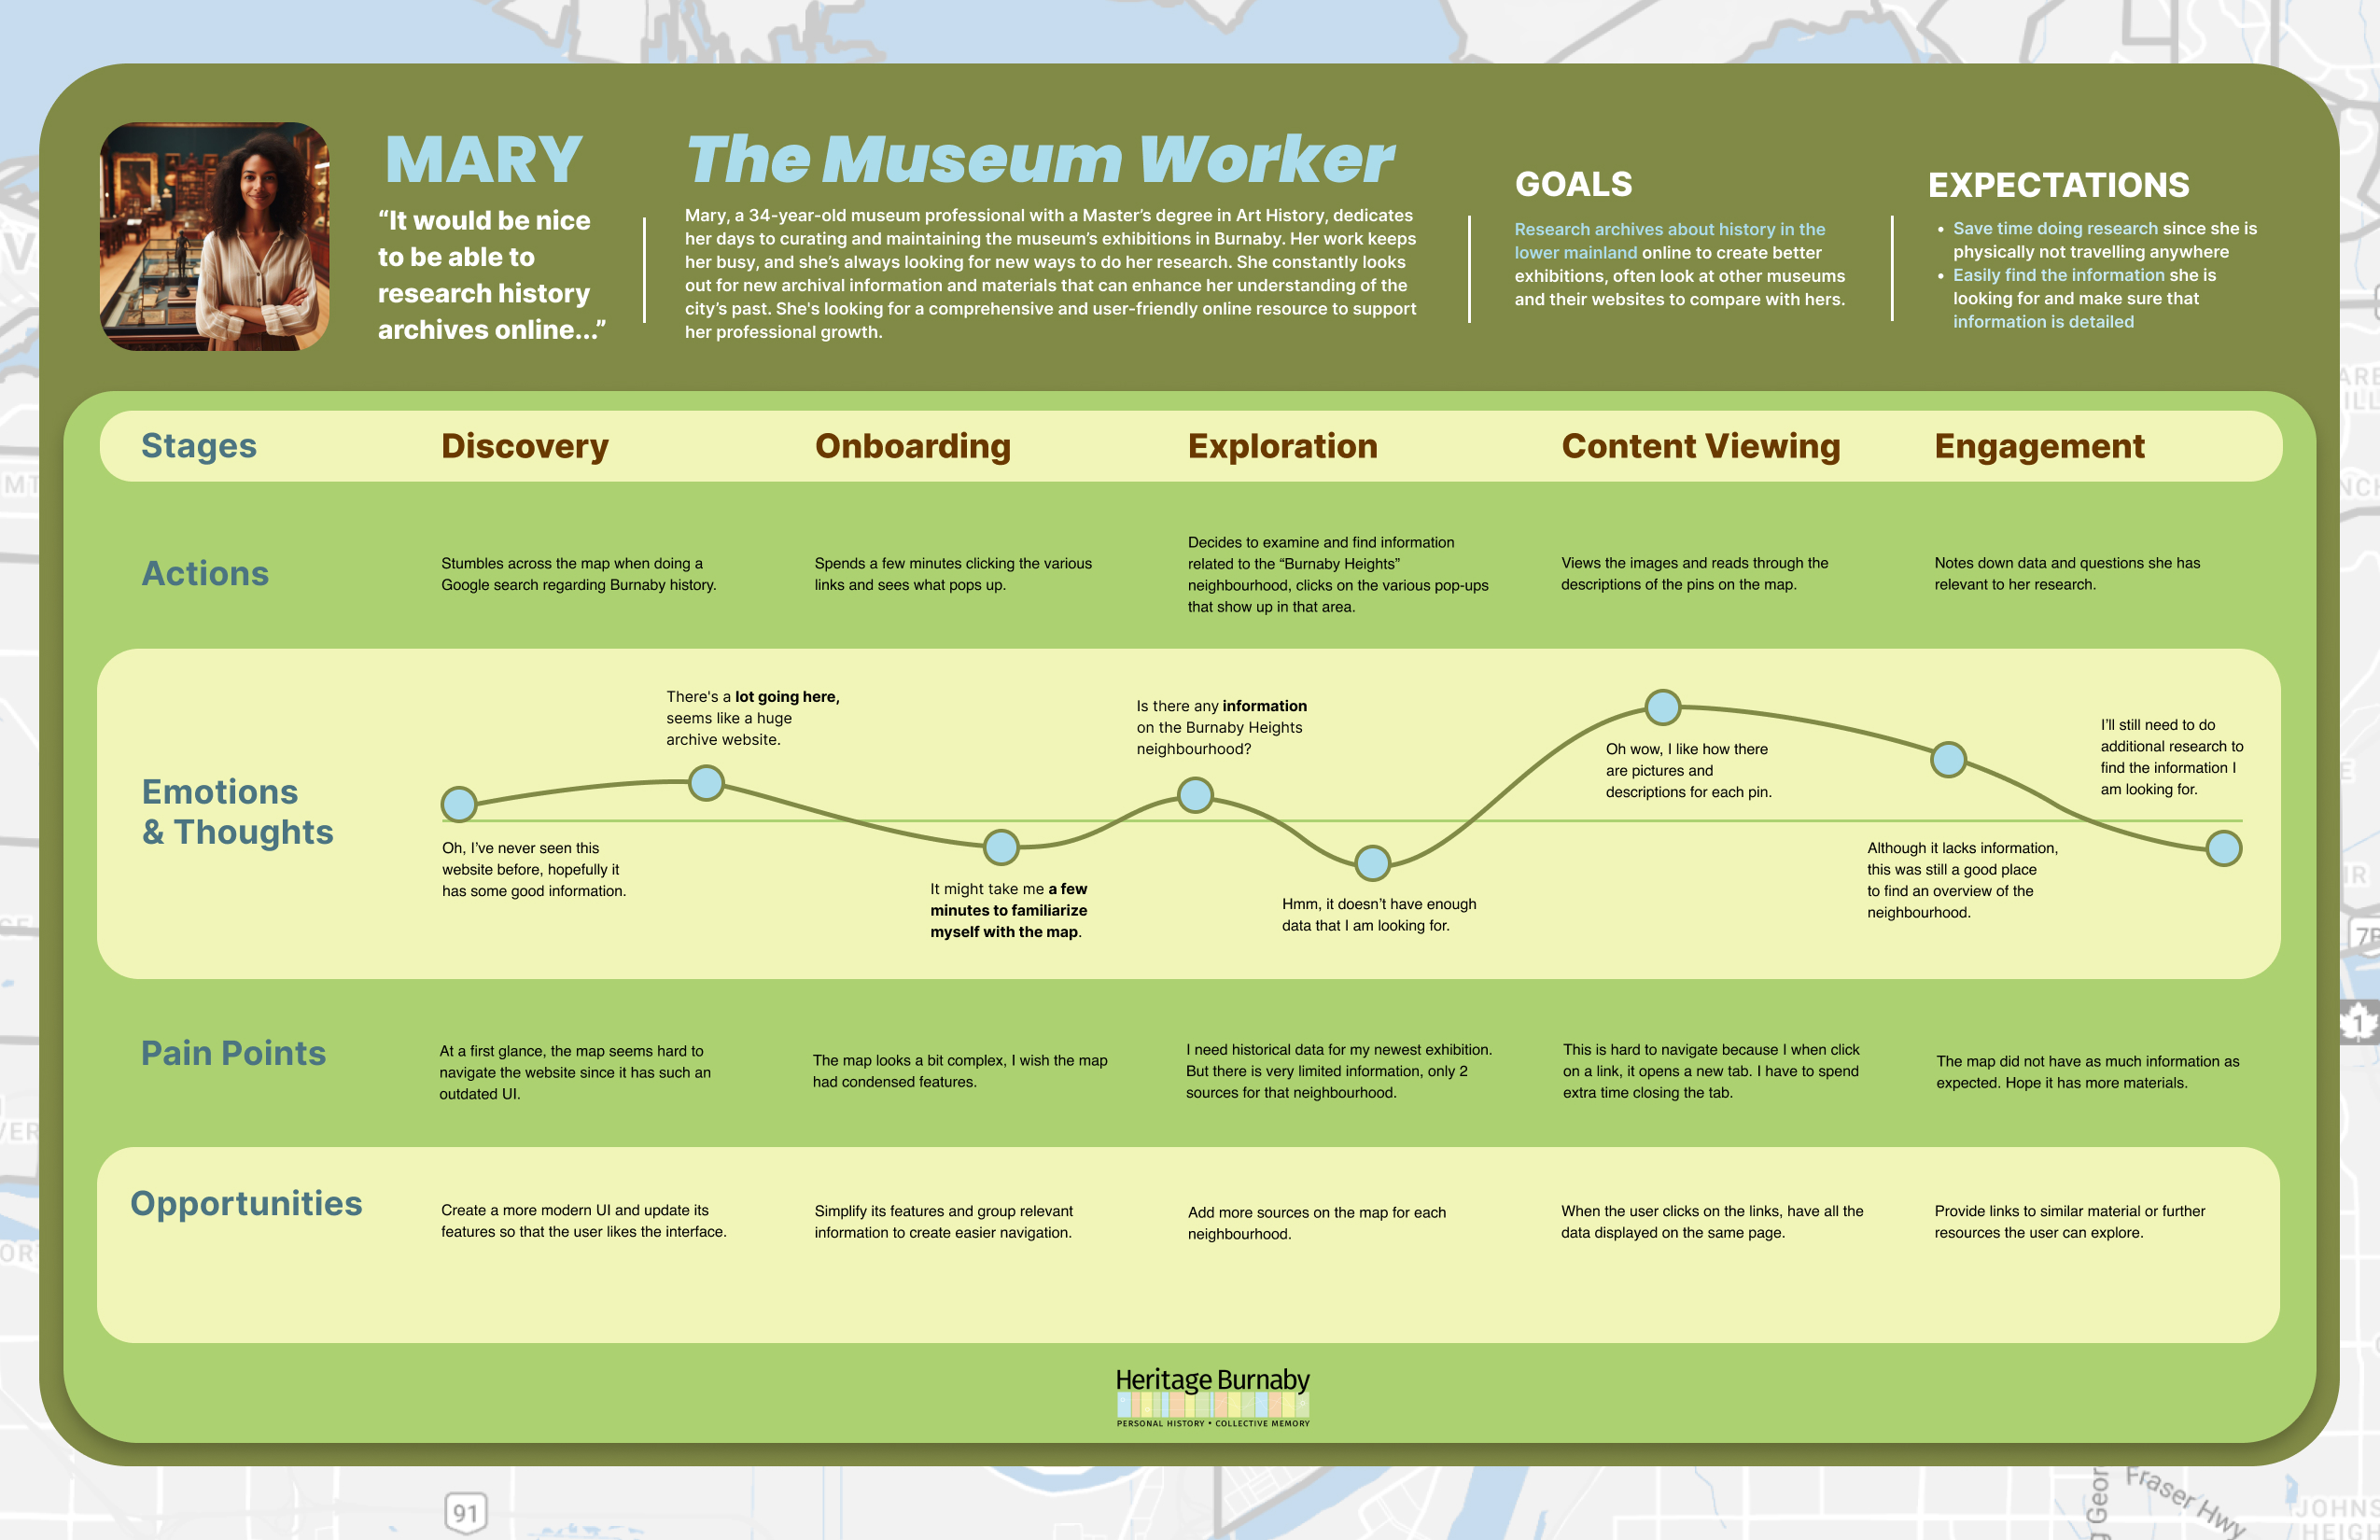 MARY
“It would be nice
to be able to
research history
archives online...”
The Museum Worker
Mary, a 34-year-old museum professional with a Master’s degree in Art History, dedicates
her days to curating and maintaining the museum’s exhibitions in Burnaby. Her work keeps
her busy, and she’s always looking for new ways to do her research. She constantly looks
out for new archival information and materials that can enhance her understanding of the
city’s past. She's looking for a comprehensive and user-friendly online resource to support
her professional growth.
GOALS
Research archives about history in the
lower mainland online to create better
exhibitions, often look at other museums
and their websites to compare with hers.
EXPECTATIONS
• Save time doing research since she is
physically not travelling anywhere
• Easily find the information she is
looking for and make sure that
information is detailed
Stages
Discovery
Onboarding
Exploration
Content Viewing
Engagement
Actions
Stumbles across the map when doing a
Google search regarding Burnaby history.
Spends a few minutes clicking the various
links and sees what pops up.
Decides to examine and find information
related to the “Burnaby Heights”
neighbourhood, clicks on the various pop-ups
that show up in that area.
Views the images and reads through the
descriptions of the pins on the map.
Notes down data and questions she has
relevant to her research.
Emotions
& Thoughts
Oh, I’ve never seen this
website before, hopefully it
has some good information.
There's a lot going here,
seems like a huge
archive website.
It might take me a few
minutes to familiarize
myself with the map.
Is there any information
on the Burnaby Heights
neighbourhood?
Hmm, it doesn’t have enough
data that I am looking for.
Oh wow, I like how there
are pictures and
descriptions for each pin.
Although it lacks information,
this was still a good place
to find an overview of the
neighbourhood.
I’ll still need to do
additional research to
find the information I
am looking for.
Pain Points
At a first glance, the map seems hard to
navigate the website since it has such an
outdated UI.
The map looks a bit complex, I wish the map
had condensed features.
I need historical data for my newest exhibition.
But there is very limited information, only 2
sources for that neighbourhood.
This is hard to navigate because I when click
on a link, it opens a new tab. I have to spend
extra time closing the tab.
The map did not have as much information as
expected. Hope it has more materials.
Opportunities
Create a more modern UI and update its
features so that the user likes the interface.
Simplify its features and group relevant
information to create easier navigation.
Add more sources on the map for each
neighbourhood.
When the user clicks on the links, have all the
data displayed on the same page.
Provide links to similar material or further
resources the user can explore.
Heritage Burnaby
PERSONAL HISTORY • COLLECTIVE MEMORY
91
1
Fraser Hwy